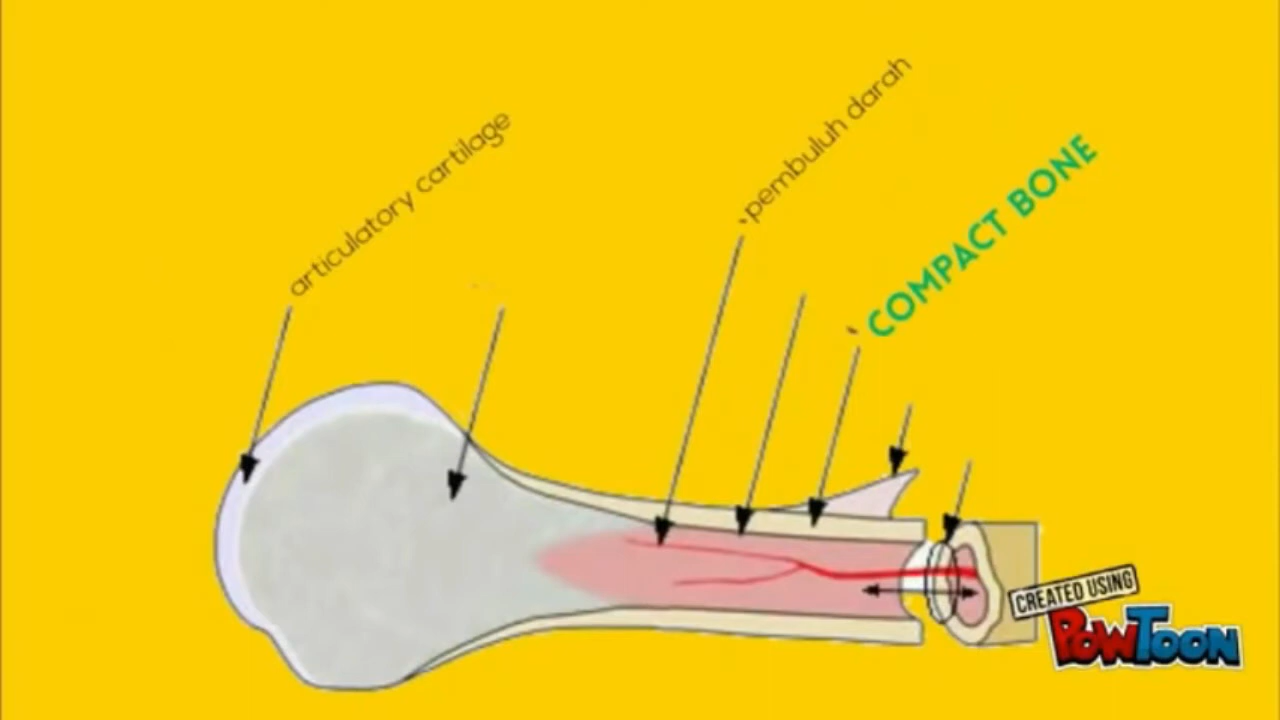 articulatory cartilage
pembuluh darah
COMPACT BONE
CREATED USING
POWTOON